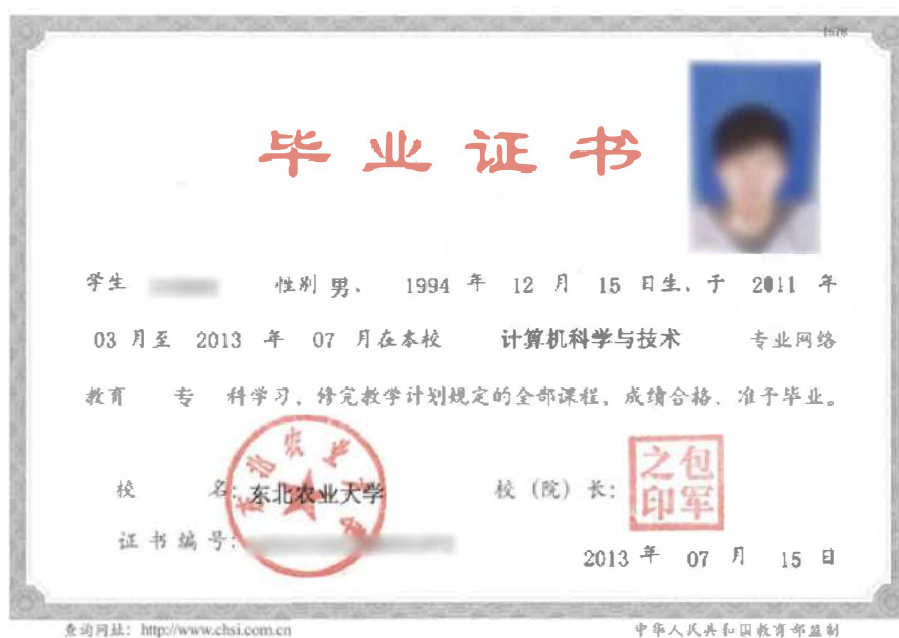 1678
毕业证书
学生 性别 男、 1994 年 12 月 15 日生、于 2011 年
03 月至 2013 年 07 月在本校 计算机科学与技术 专业网络
教育 专 科学习，修完教学计划规定的全部课程，成绩合格、准予毕业。
校 名：东北农业大学 校（院）长：
东北农业大学
包军之印
证书编号：
2013 年 07 月 15 日
查询网址：http://www.chsi.com.cn 中华人民共和国教育部监制